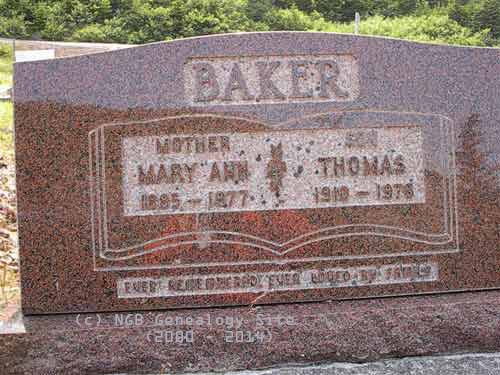 BAKER
MOTHER
MARY ANN
1885 - 1977
SON
THOMAS
1910 - 1976
EVER REMEMBERED EVER LOVED BY FAMILY
(c) NGB Genealogy Site
(2000 - 2014)